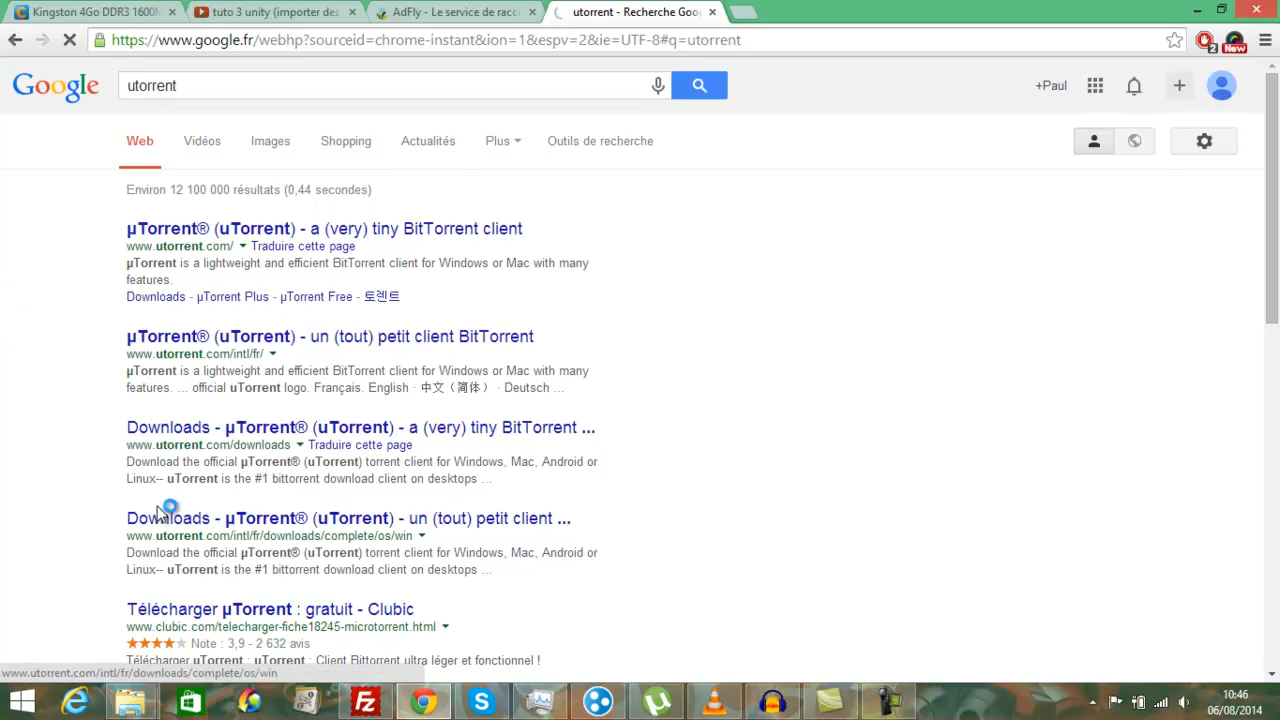 Kingston 4Go DDR3 1600M
tuto 3 unity (importer des
AdFly - Le service de racco
utorrent - Recherche Goo
https://www.google.fr/webhp?sourceid=chrome-instant&ion=1&espv=2&ie=UTF-8#q=utorrent
2
New
Google
utorrent
+Paul
Web
Vidéos
Images
Shopping
Actualités
Plus
Outils de recherche
Environ 12 100 000 résultats (0,44 secondes)
µTorrent® (uTorrent) - a (very) tiny BitTorrent client
www.utorrent.com/ Traduire cette page
µTorrent is a lightweight and efficient BitTorrent client for Windows or Mac with many
features.
Downloads - µTorrent Plus - µTorrent Free - 토렌트
µTorrent® (uTorrent) - un (tout) petit client BitTorrent
www.utorrent.com/intl/fr/
µTorrent is a lightweight and efficient BitTorrent client for Windows or Mac with many
features. ... official uTorrent logo. Français. English · 中文（简体） · Deutsch ...
Downloads - µTorrent® (uTorrent) - a (very) tiny BitTorrent ...
www.utorrent.com/downloads Traduire cette page
Download the official µTorrent® (uTorrent) torrent client for Windows, Mac, Android or
Linux-- uTorrent is the #1 bittorrent download client on desktops ...
Downloads - µTorrent® (uTorrent) - un (tout) petit client ...
www.utorrent.com/intl/fr/downloads/complete/os/win
Download the official µTorrent® (uTorrent) torrent client for Windows, Mac, Android or
Linux-- uTorrent is the #1 bittorrent download client on desktops ...
Télécharger µTorrent : gratuit - Clubic
www.clubic.com/telecharger-fiche18245-microtorrent.html
Note : 3,9 - 2 632 avis
Télécharger uTorrent : uTorrent : Client Bittorrent ultra léger et fonctionnel !
www.utorrent.com/intl/fr/downloads/complete/os/win
10:46
06/08/2014